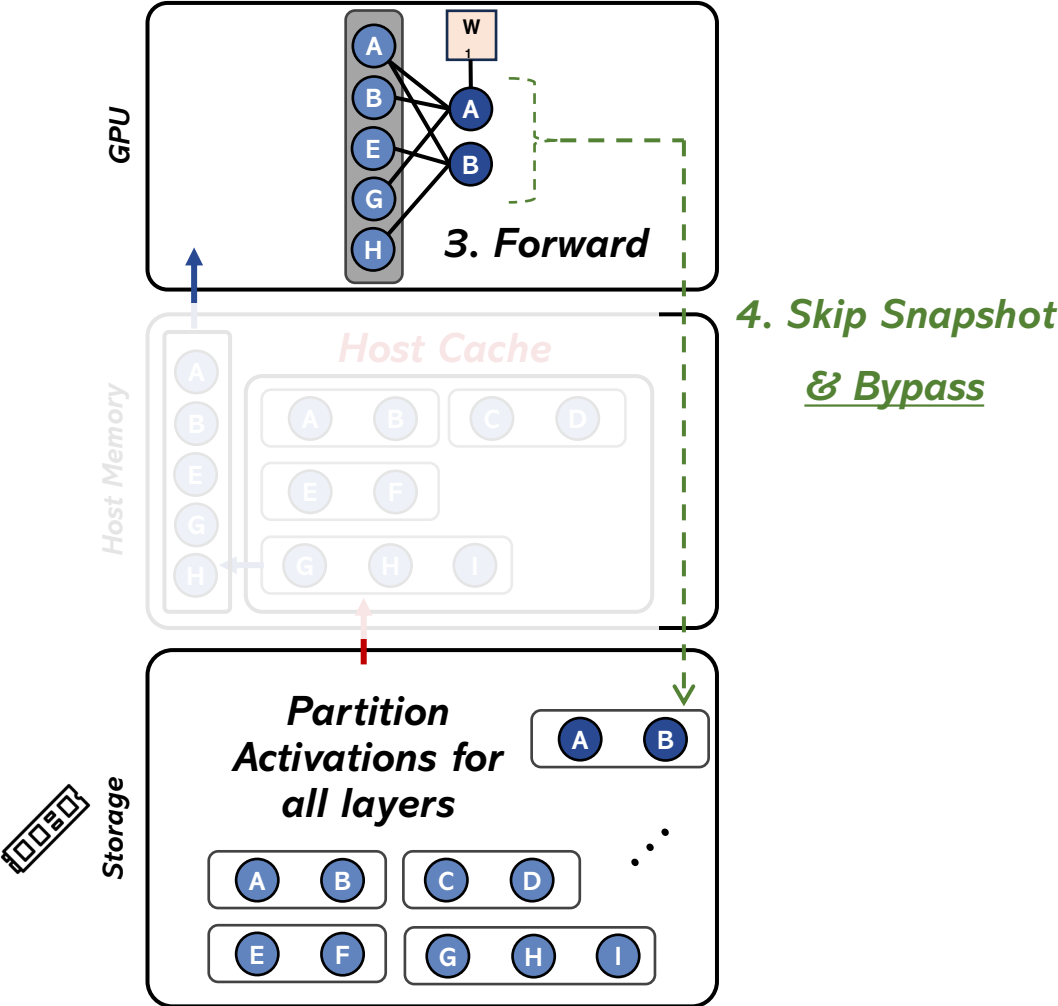 GPU
A
B
E
G
H
W
1
A
B
3. Forward
4. Skip Snapshot
& Bypass
Host Memory
A
B
E
G
H
Host Cache
A B C D
E F
G H I
Storage
Partition
Activations for
all layers
A B
A B C D
E F G H I